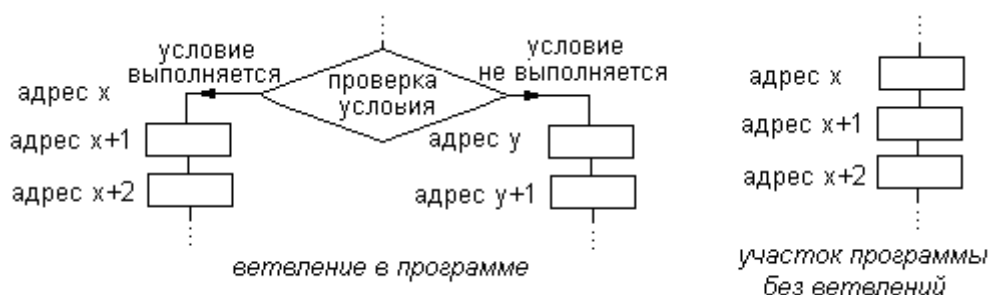 условие
выполняется
условие
не выполняется
проверка
условия
адрес x
адрес x+1
адрес x+2
адрес y
адрес y+1
ветвление в программе
адрес x
адрес x+1
адрес x+2
участок программы
без ветвлений